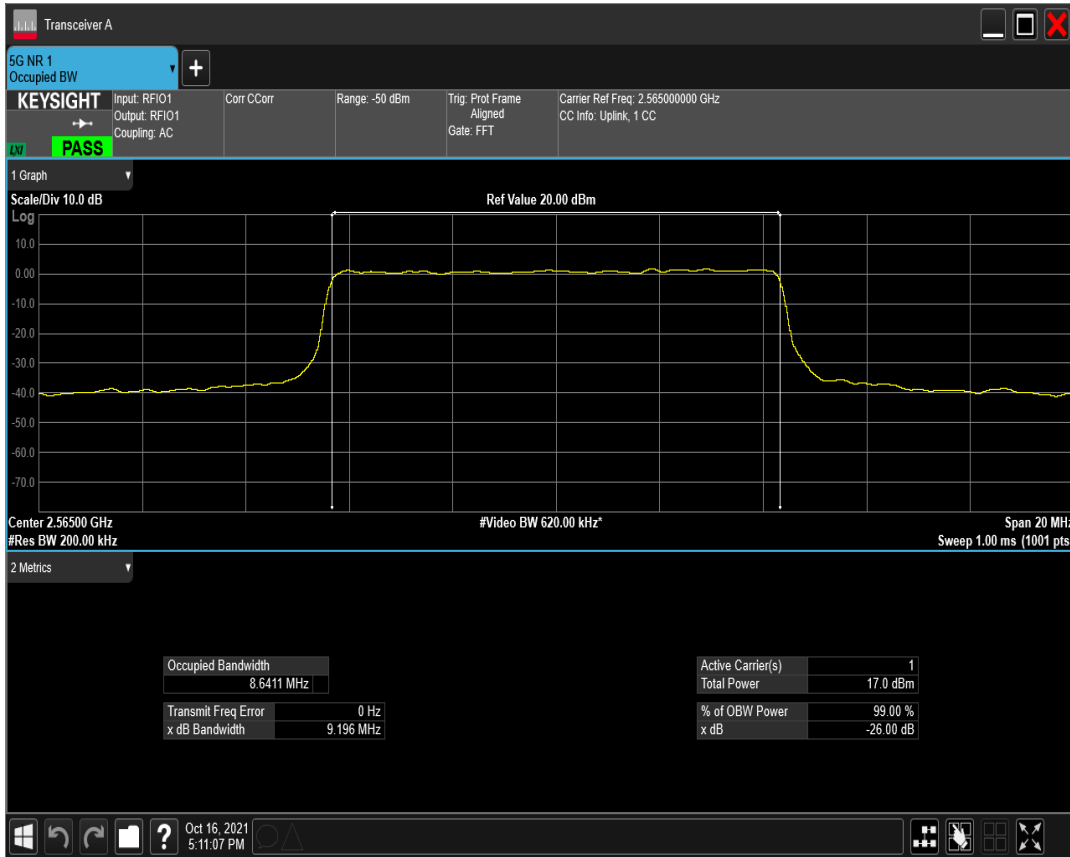 Transceiver A
5G NR 1
Occupied BW
+
KEYSIGHT
LXI
PASS
Input: RFIO1
Output: RFIO1
Coupling: AC
Corr CCorr
Range: -50 dBm
Trig: Prot Frame
Aligned
Gate: FFT
Carrier Ref Freq: 2.565000000 GHz
CC Info: Uplink, 1 CC
1 Graph
Scale/Div 10.0 dB
Ref Value 20.00 dBm
Log
10.0
0.00
-10.0
-20.0
-30.0
-40.0
-50.0
-60.0
-70.0
Center 2.56500 GHz
#Video BW 620.00 kHz*
Span 20 MHz
#Res BW 200.00 kHz
Sweep 1.00 ms (1001 pts
2 Metrics
Occupied Bandwidth
8.6411 MHz
Transmit Freq Error 0 Hz
x dB Bandwidth 9.196 MHz
Active Carrier(s) 1
Total Power 17.0 dBm
% of OBW Power 99.00 %
x dB -26.00 dB
?
Oct 16, 2021
5:11:07 PM